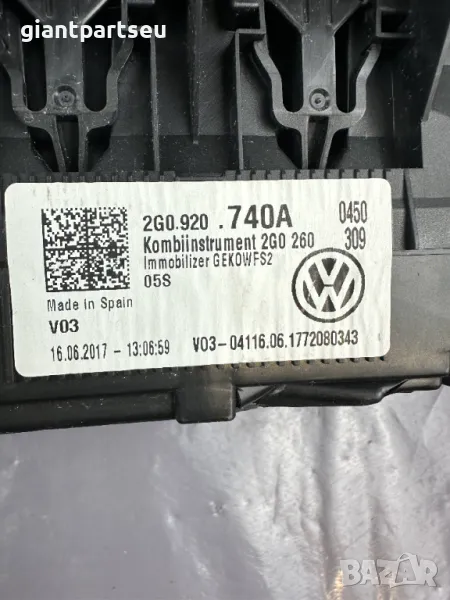 giantpartseu
2G0.920 .740A 0450
Kombiinstrument 2G0 260 309
Immobilizer GEKOWFS2
05S
Made in Spain
V03
16.06.2017 - 13:06:59 V03-04116.06.1772080343
BAZAR